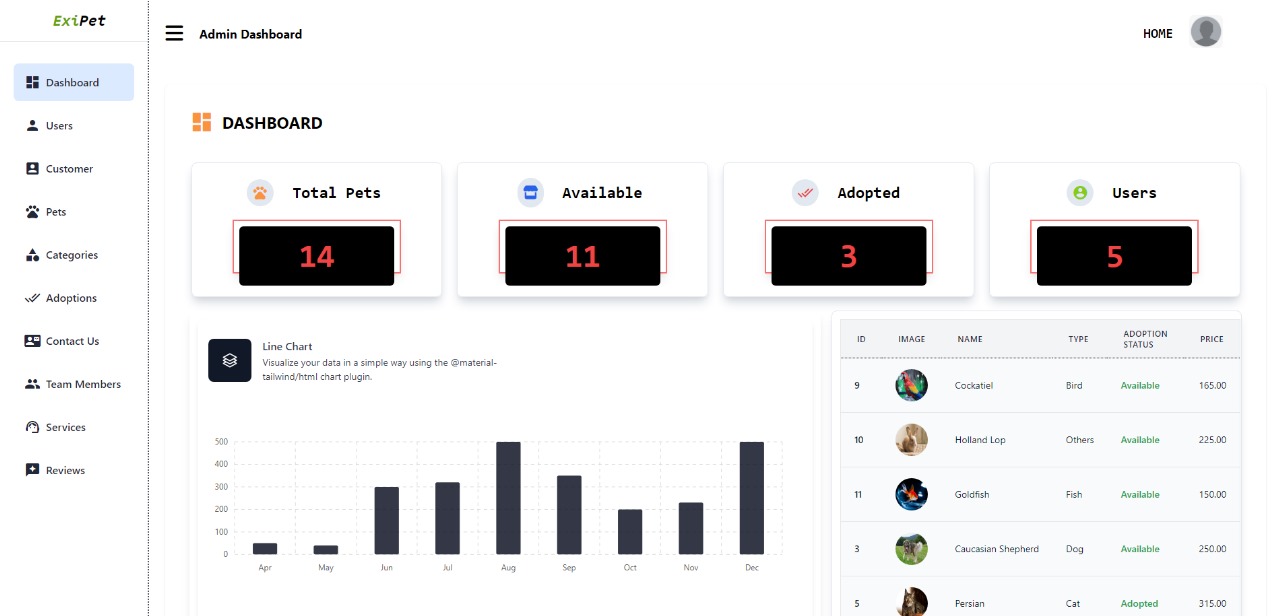 ExiPet
Admin Dashboard
HOME
Dashboard
Users
Customer
Pets
Categories
Adoptions
Contact Us
Team Members
Services
Reviews
DASHBOARD
Total Pets
14
Available
11
Adopted
3
Users
5
Line Chart
Visualize your data in a simple way using the @material-
tailwind/html chart plugin.
500
400
300
200
100
0
Apr May Jun Jul Aug Sep Oct Nov Dec
ID IMAGE NAME TYPE ADOPTION STATUS PRICE
9 Cockatiel Bird Available 165.00
10 Holland Lop Others Available 225.00
11 Goldfish Fish Available 150.00
3 Caucasian Shepherd Dog Available 250.00
5 Persian Cat Adopted 315.00